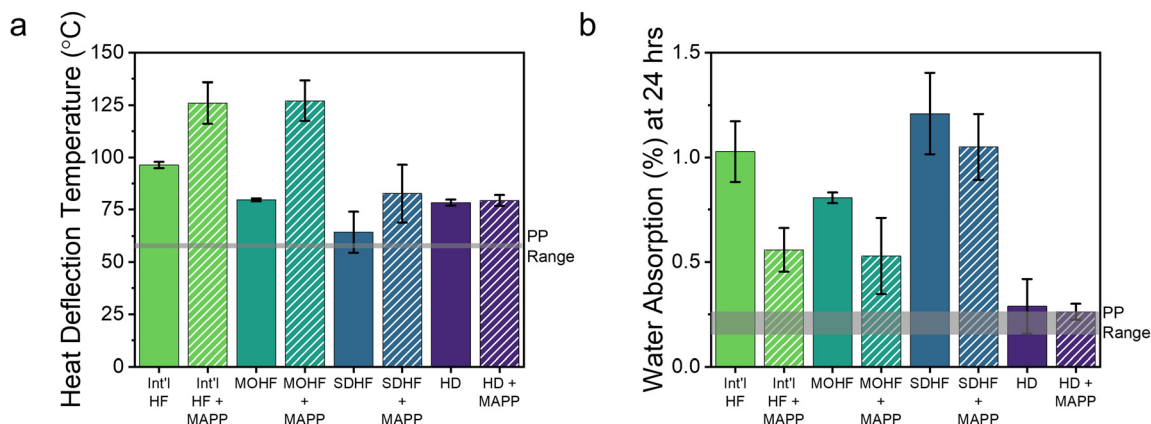 a
Heat Deflection Temperature (°C)
150
125
100
75
50
25
0
PP
Range
Int'l
HF
Int'l
HF +
MAPP
MOHF
MOHF
+
MAPP
SDHF
SDHF
+
MAPP
HD
HD +
MAPP
b
Water Absorption (%) at 24 hrs
1.5
1.0
0.5
0.0
PP
Range
Int'l
HF
Int'l
HF +
MAPP
MOHF
MOHF
+
MAPP
SDHF
SDHF
+
MAPP
HD
HD +
MAPP